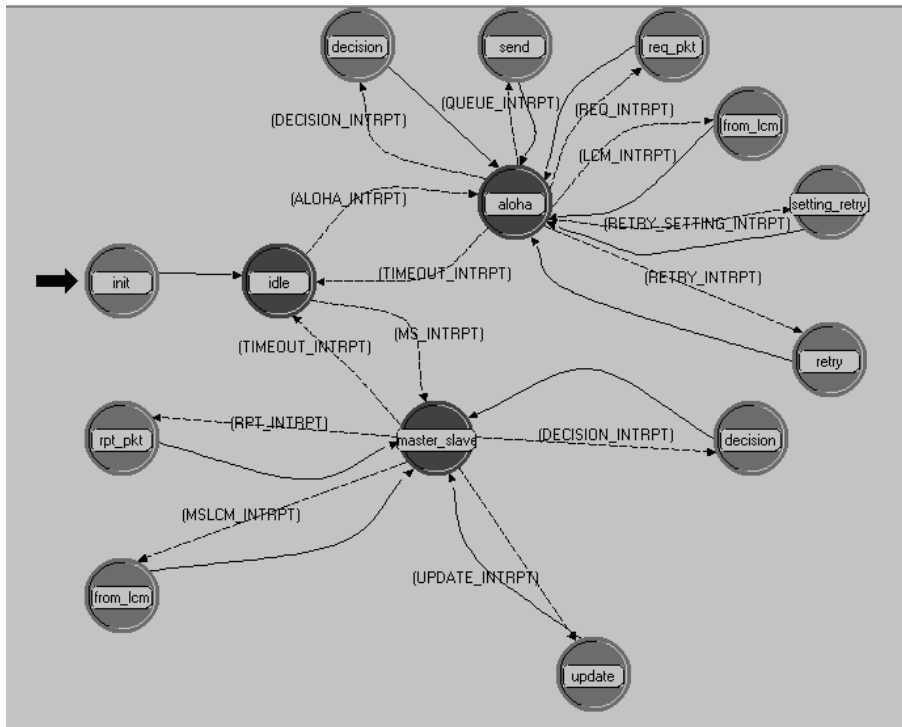 decision
send
req_pkt
(QUEUE_INTRPT)
(DECISION_INTRPT)
(REQ_INTRPT)
from_lcm
(LCM_INTRPT)
(ALOHA_INTRPT)
aloha
setting_retry
(RETRY_SETTING_INTRPT)
(TIMEOUT_INTRPT)
(RETRY_INTRPT)
init
idle
(MS_INTRPT)
(TIMEOUT_INTRPT)
retry
(RPT_INTRPT)
rpt_pkt
master_slave
(DECISION_INTRPT)
decision
(MSLCM_INTRPT)
(UPDATE_INTRPT)
from_lcm
update